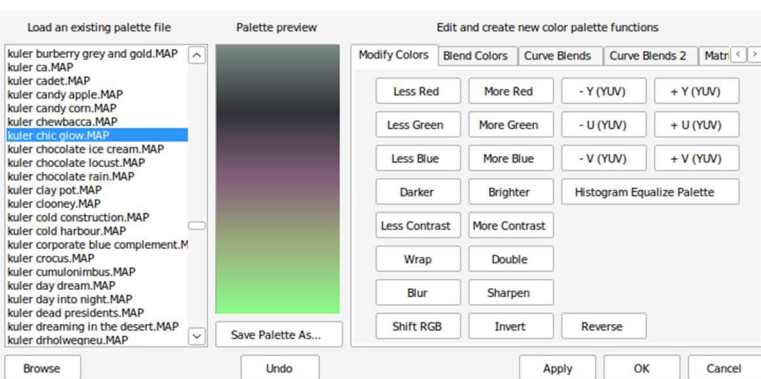 Load an existing palette file
Palette preview
Edit and create new color palette functions
kuler burberry grey and gold.MAP
kuler ca.MAP
kuler cadet.MAP
kuler candy apple.MAP
kuler candy corn.MAP
kuler chewbacca.MAP
kuler chic glow.MAP
kuler chocolate ice cream.MAP
kuler chocolate locust.MAP
kuler chocolate rain.MAP
kuler clay pot.MAP
kuler clooney.MAP
kuler cold construction.MAP
kuler cold harbour.MAP
kuler corporate blue complement.M
kuler crocus.MAP
kuler cumulonimbus.MAP
kuler day dream.MAP
kuler day into night.MAP
kuler dead presidents.MAP
kuler dreaming in the desert.MAP
kuler drholwegneu.MAP
Save Palette As...
Modify Colors Blend Colors Curve Blends Curve Blends 2 Matri
Less Red More Red - Y (YUV) + Y (YUV)
Less Green More Green - U (YUV) + U (YUV)
Less Blue More Blue - V (YUV) + V (YUV)
Darker Brighter Histogram Equalize Palette
Less Contrast More Contrast
Wrap Double
Blur Sharpen
Shift RGB Invert Reverse
Browse Undo Apply OK Cancel